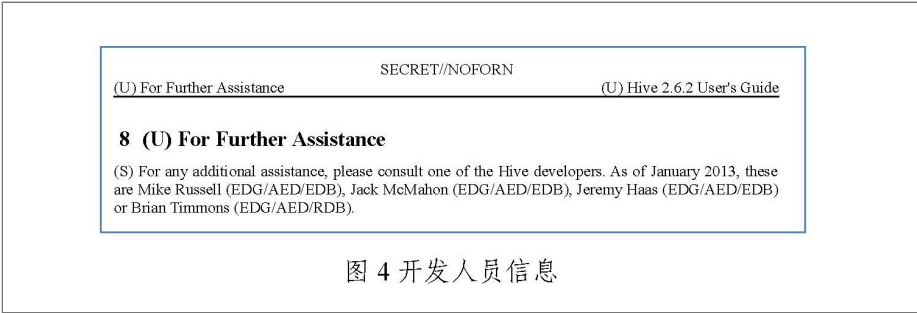 SECRET//NOFORN
(U) For Further Assistance (U) Hive 2.6.2 User's Guide
8 (U) For Further Assistance
(S) For any additional assistance, please consult one of the Hive developers. As of January 2013, these
are Mike Russell (EDG/AED/EDB), Jack McMahon (EDG/AED/EDB), Jeremy Haas (EDG/AED/EDB)
or Brian Timmons (EDG/AED/RDB).
图 4 开发人员信息